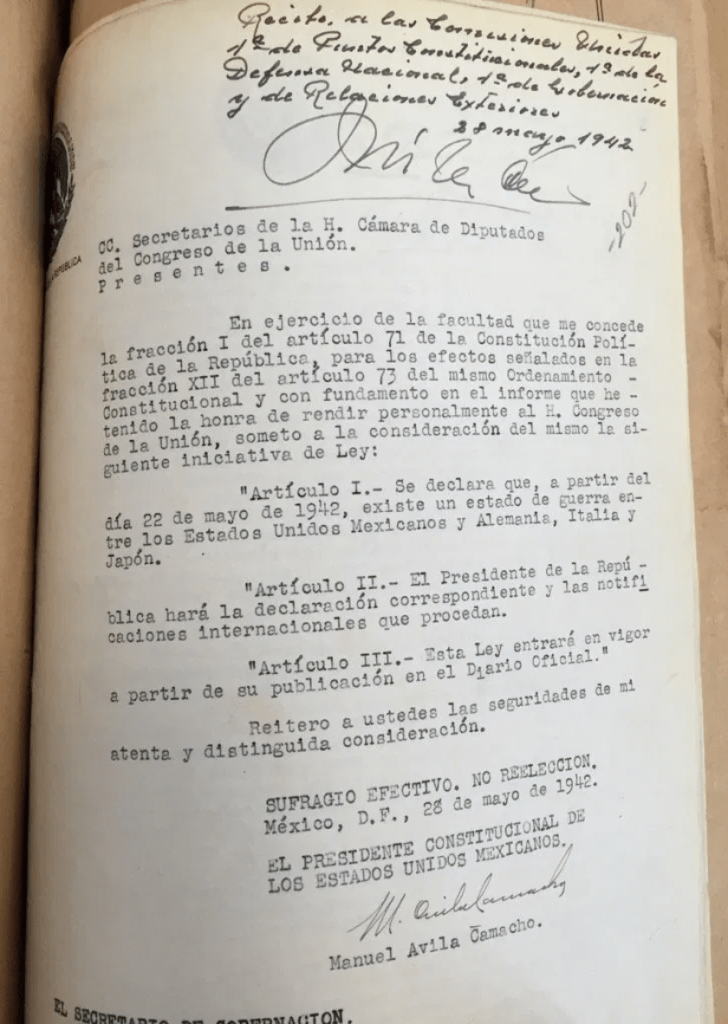 Recibo, a las Comisiones Unidas
1ª de Puntos Constitucionales, 1ª de la
Defensa Nacional, 1ª de Gobernación
y de Relaciones Exteriores
28 mayo 1942
-202-
REPUBLICA
CC. Secretarios de la H. Cámara de Diputados
del Congreso de la Unión.
P r e s e n t e s .
En ejercicio de la facultad que me concede
la fracción I del artículo 71 de la Constitución Polí-
tica de la República, para los efectos señalados en la
fracción XII del artículo 73 del mismo Ordenamiento -
Constitucional y con fundamento en el informe que he -
tenido la honra de rendir personalmente al H. Congreso
de la Unión, someto a la consideración del mismo la si-
guiente iniciativa de Ley:
"Artículo I.- Se declara que, a partir del
día 22 de mayo de 1942, existe un estado de guerra en-
tre los Estados Unidos Mexicanos y Alemania, Italia y
Japón.
"Artículo II.- El Presidente de la Repú -
blica hará la declaración correspondiente y las notifi
caciones internacionales que procedan.
"Artículo III.- Esta Ley entrará en vigor
a partir de su publicación en el Diario Oficial."
Reitero a ustedes las seguridades de mi
atenta y distinguida consideración.
SUFRAGIO EFECTIVO. NO REELECCION.
México, D.F., 28 de mayo de 1942.
EL PRESIDENTE CONSTITUCIONAL DE
LOS ESTADOS UNIDOS MEXICANOS.
M. Avila Camacho
Manuel Avila Camacho.
EL SECRETARIO DE GOBERNACION.